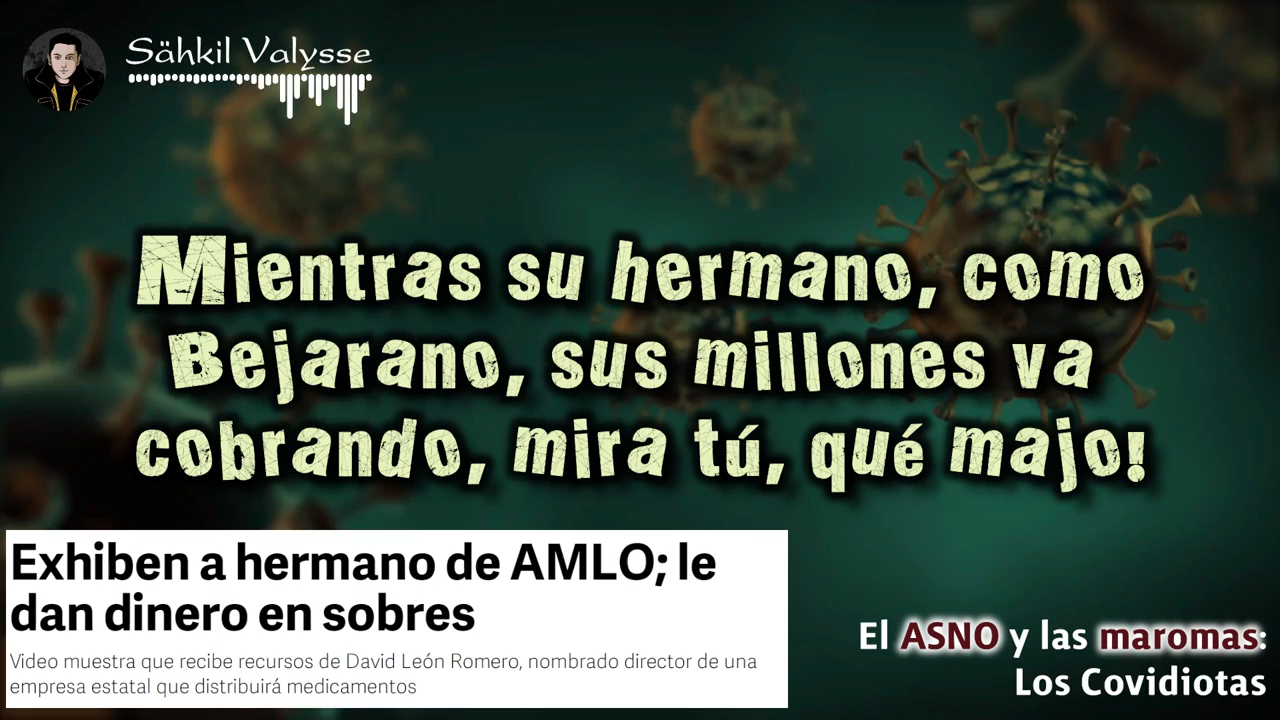 Sähkil Valysse
Mientras su hermano, como
Bejarano, sus millones va
cobrando, mira tú, qué majo!
Exhiben a hermano de AMLO; le
dan dinero en sobres
Video muestra que recibe recursos de David León Romero, nombrado director de una
empresa estatal que distribuirá medicamentos
El ASNO y las maromas:
Los Covidiotas